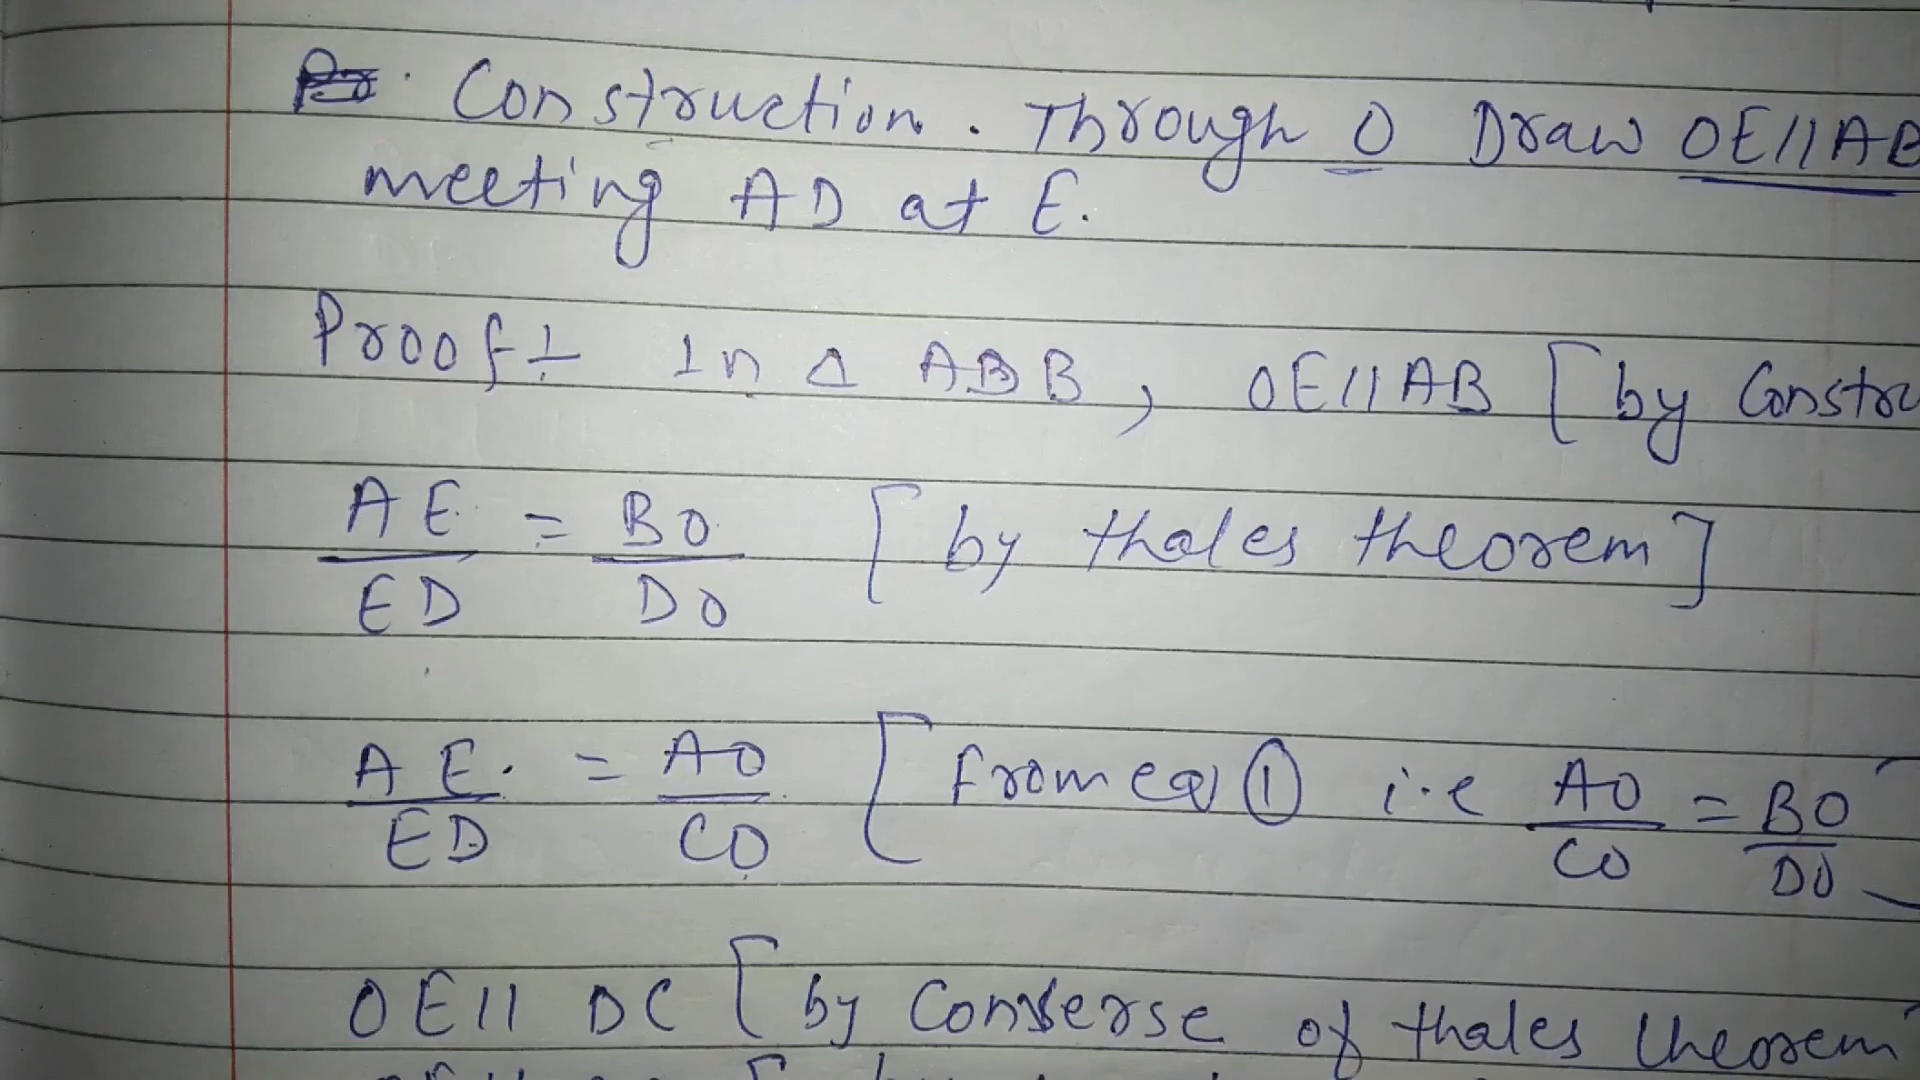 Construction. Through O Draw OE||AB
meeting AD at E.
Proof:- In △ ADB, OE||AB [by Constru
AE/ED = BO/DO [by thales theorem]
AE/ED = AO/CO [from eq ① i.e AO/CO = BO/DO
OE|| DC [by Converse of thales theorem